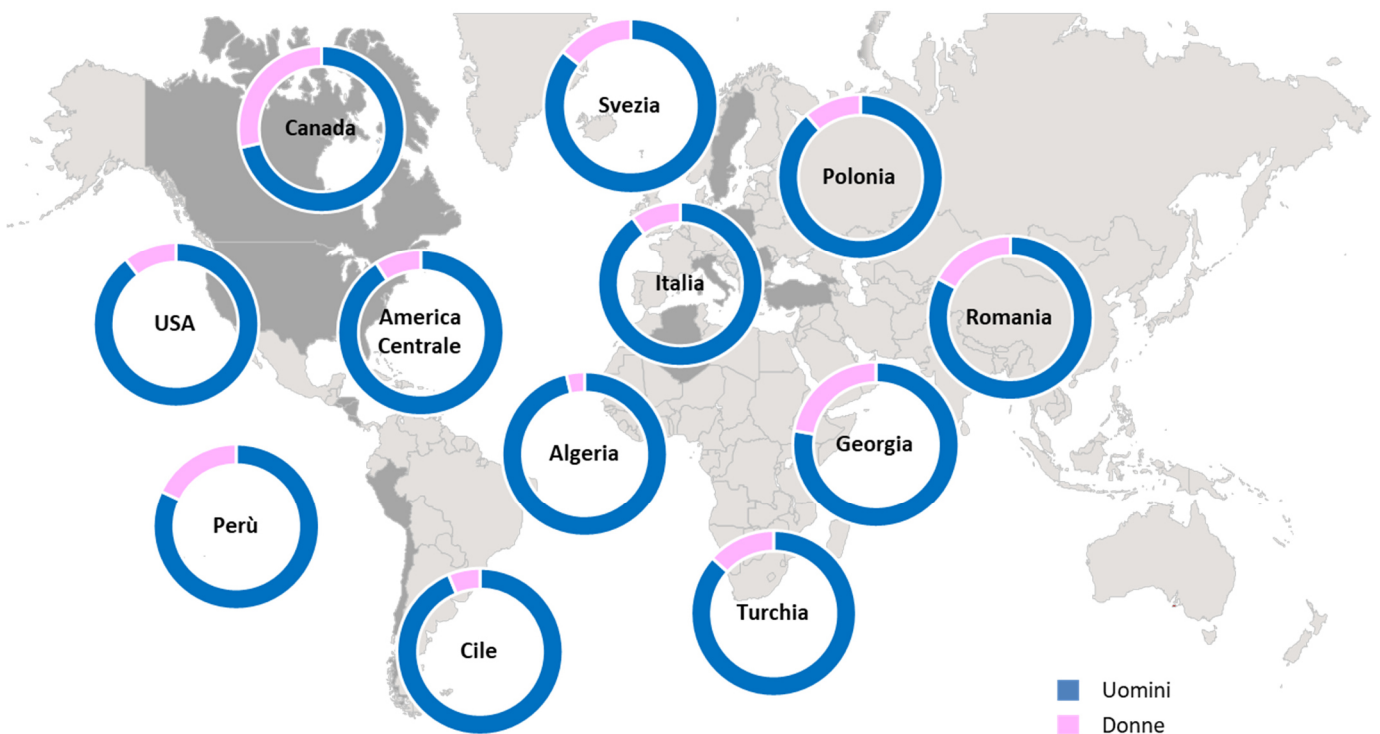 Svezia
Canada
Polonia
Italia
USA
America
Centrale
Romania
Algeria
Georgia
Perù
Turchia
Cile
Uomini
Donne